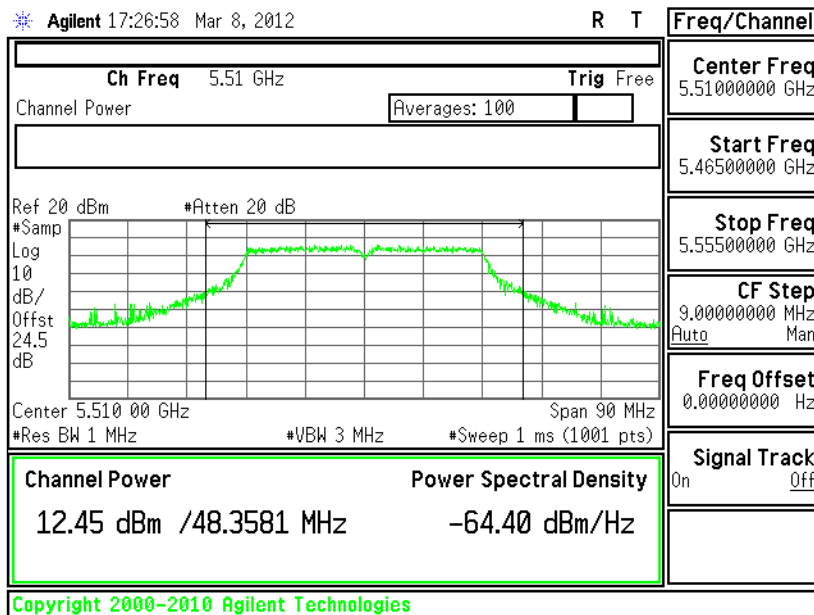 Agilent 17:26:58 Mar 8, 2012 R T
Ch Freq 5.51 GHz Trig Free
Channel Power Averages: 100
Ref 20 dBm #Atten 20 dB
#Samp
Log
10
dB/
Offst
24.5
dB
Center 5.510 00 GHz Span 90 MHz
#Res BW 1 MHz #VBW 3 MHz #Sweep 1 ms (1001 pts)
Channel Power Power Spectral Density
12.45 dBm /48.3581 MHz -64.40 dBm/Hz
Copyright 2000-2010 Agilent Technologies
Freq/Channel
Center Freq
5.51000000 GHz
Start Freq
5.46500000 GHz
Stop Freq
5.55500000 GHz
CF Step
9.00000000 MHz
Auto Man
Freq Offset
0.00000000 Hz
Signal Track
On Off